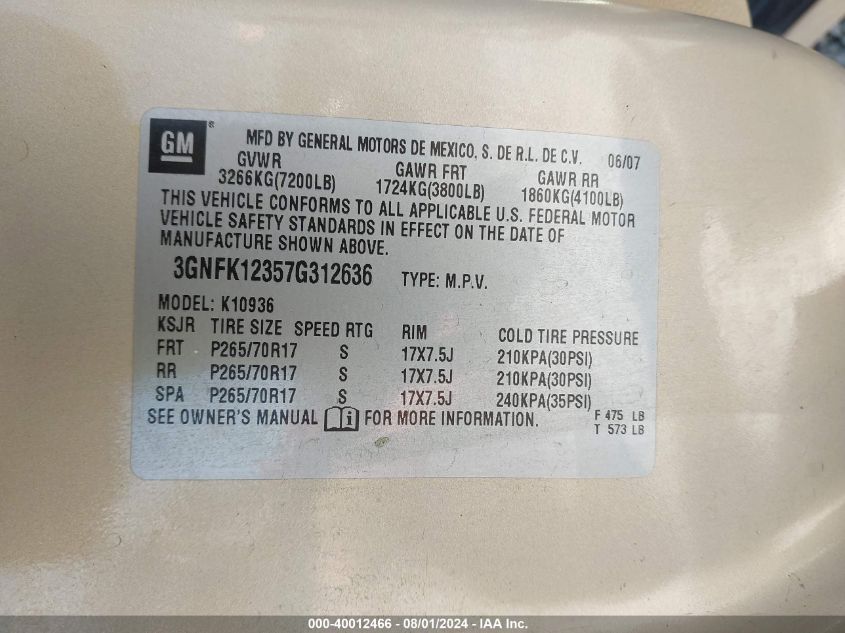 GM®
MFD BY GENERAL MOTORS DE MEXICO, S. DE R.L. DE C.V. 06/07
GVWR GAWR FRT GAWR RR
3266KG(7200LB) 1724KG(3800LB) 1860KG(4100LB)
THIS VEHICLE CONFORMS TO ALL APPLICABLE U.S. FEDERAL MOTOR
VEHICLE SAFETY STANDARDS IN EFFECT ON THE DATE OF
MANUFACTURE SHOWN ABOVE.
3GNFK12357G312636 TYPE: M.P.V.
MODEL: K10936
KSJR TIRE SIZE SPEED RTG RIM COLD TIRE PRESSURE
FRT P265/70R17 S 17X7.5J 210KPA(30PSI)
RR P265/70R17 S 17X7.5J 210KPA(30PSI)
SPA P265/70R17 S 17X7.5J 240KPA(35PSI)
SEE OWNER'S MANUAL i FOR MORE INFORMATION.
F 475 LB
T 573 LB
000-40012466 - 08/01/2024 - IAA Inc.